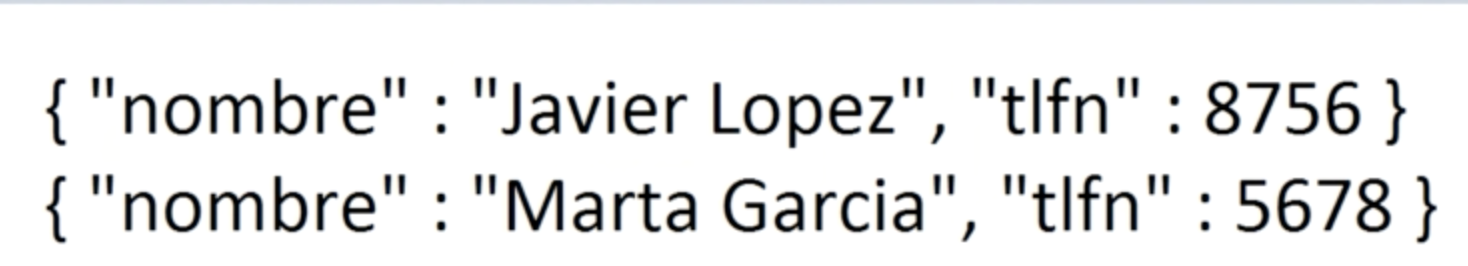 { "nombre" : "Javier Lopez", "tlfn" : 8756 }
{ "nombre" : "Marta Garcia", "tlfn" : 5678 }